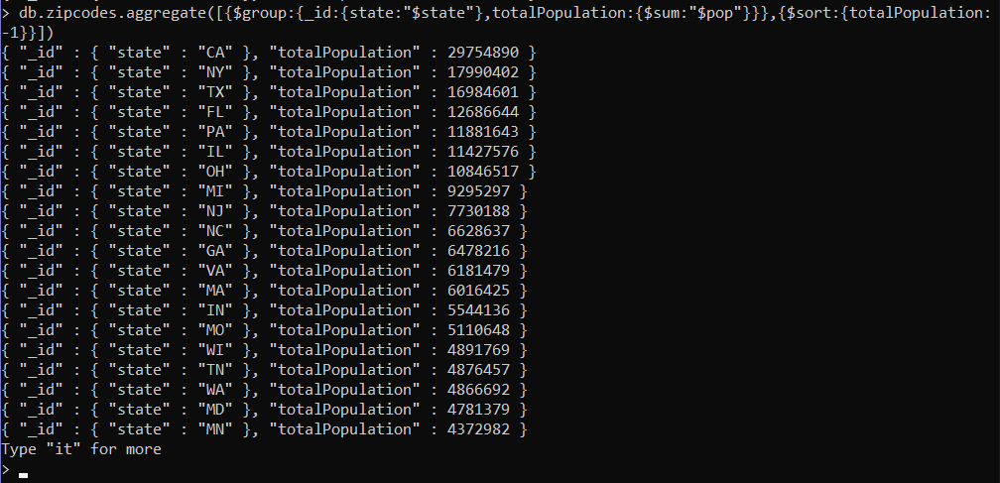 > db.zipcodes.aggregate([{$group:{_id:{state:"$state"},totalPopulation:{$sum:"$pop"}}},{$sort:{totalPopulation:
-1}}])
{ "_id" : { "state" : "CA" }, "totalPopulation" : 29754890 }
{ "_id" : { "state" : "NY" }, "totalPopulation" : 17990402 }
{ "_id" : { "state" : "TX" }, "totalPopulation" : 16984601 }
{ "_id" : { "state" : "FL" }, "totalPopulation" : 12686644 }
{ "_id" : { "state" : "PA" }, "totalPopulation" : 11881643 }
{ "_id" : { "state" : "IL" }, "totalPopulation" : 11427576 }
{ "_id" : { "state" : "OH" }, "totalPopulation" : 10846517 }
{ "_id" : { "state" : "MI" }, "totalPopulation" : 9295297 }
{ "_id" : { "state" : "NJ" }, "totalPopulation" : 7730188 }
{ "_id" : { "state" : "NC" }, "totalPopulation" : 6628637 }
{ "_id" : { "state" : "GA" }, "totalPopulation" : 6478216 }
{ "_id" : { "state" : "VA" }, "totalPopulation" : 6181479 }
{ "_id" : { "state" : "MA" }, "totalPopulation" : 6016425 }
{ "_id" : { "state" : "IN" }, "totalPopulation" : 5544136 }
{ "_id" : { "state" : "MO" }, "totalPopulation" : 5110648 }
{ "_id" : { "state" : "WI" }, "totalPopulation" : 4891769 }
{ "_id" : { "state" : "TN" }, "totalPopulation" : 4876457 }
{ "_id" : { "state" : "WA" }, "totalPopulation" : 4866692 }
{ "_id" : { "state" : "MD" }, "totalPopulation" : 4781379 }
{ "_id" : { "state" : "MN" }, "totalPopulation" : 4372982 }
Type "it" for more
>